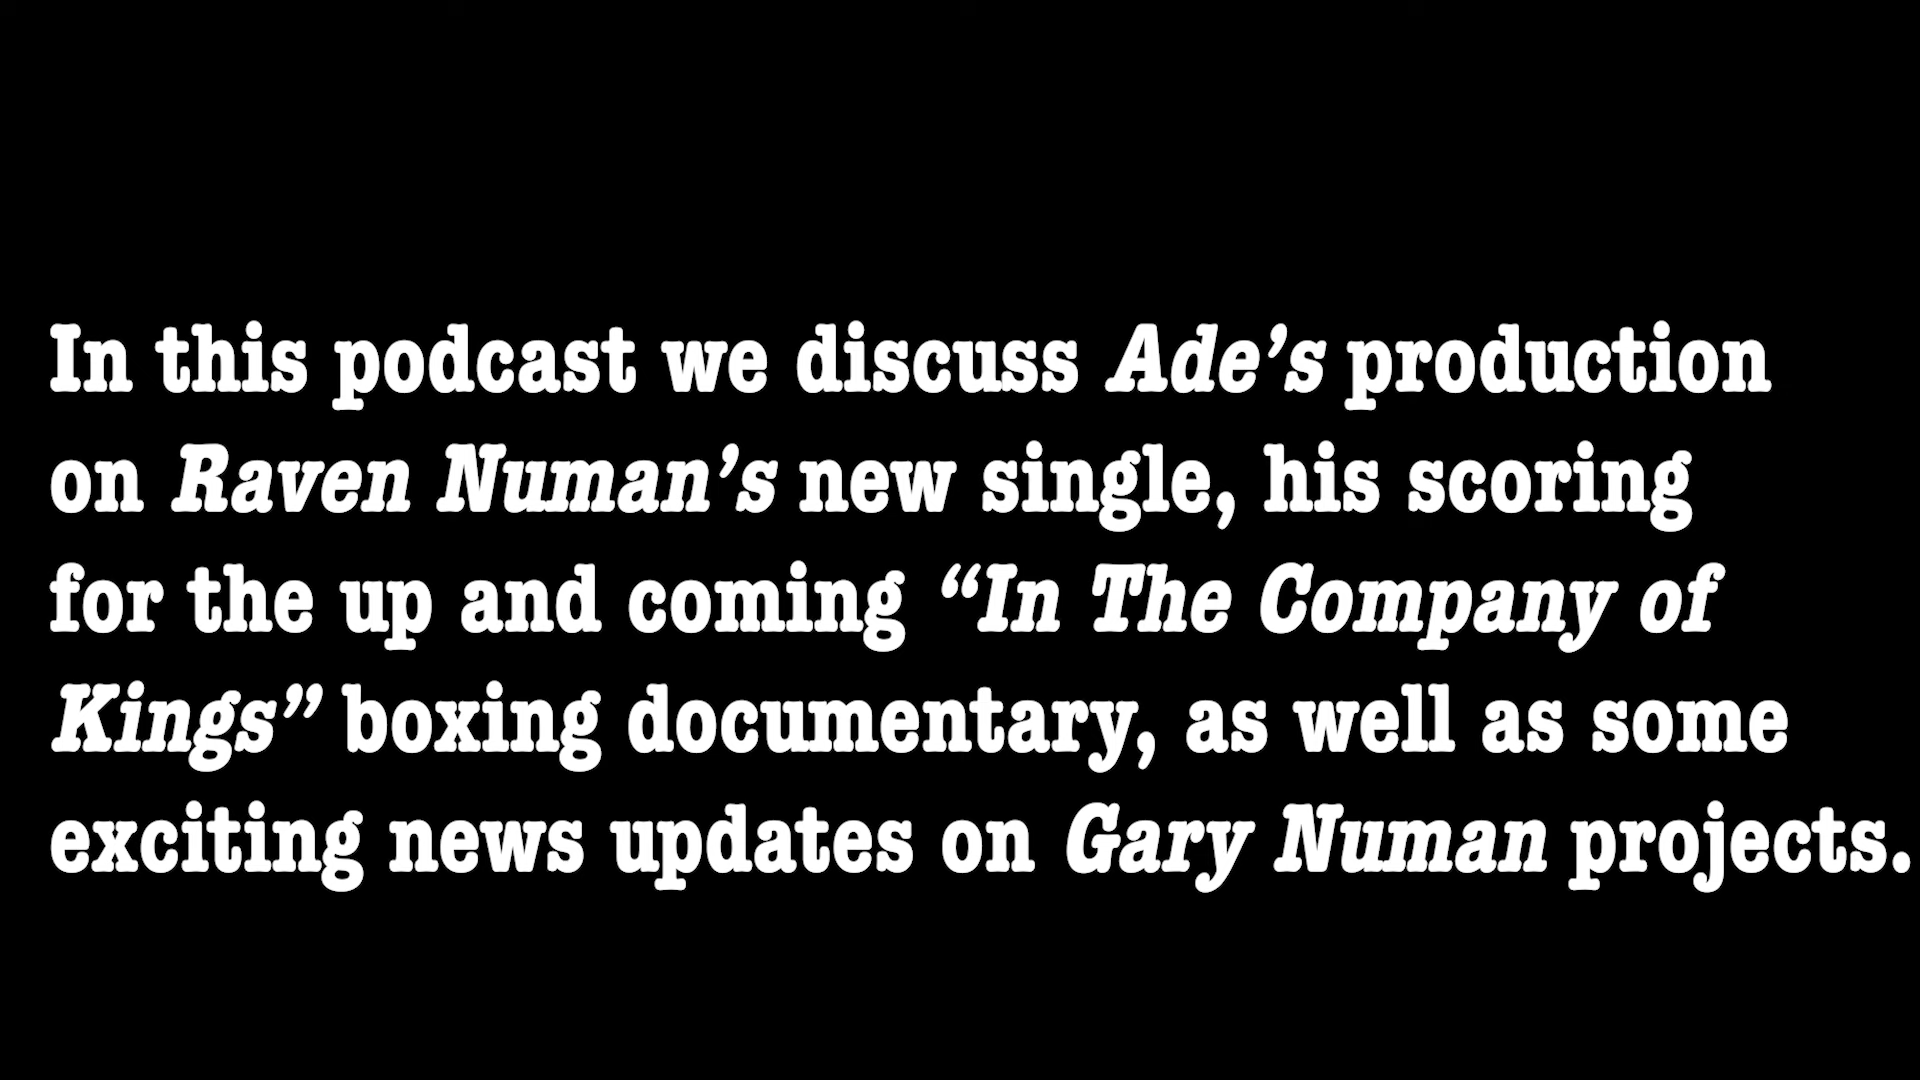 In this podcast we discuss Ade’s production
on Raven Numan’s new single, his scoring
for the up and coming “In The Company of
Kings” boxing documentary, as well as some
exciting news updates on Gary Numan projects.